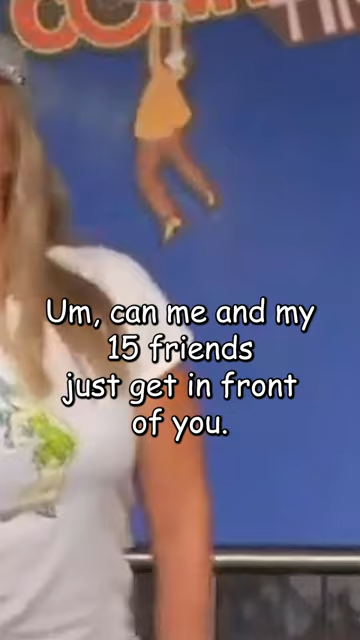 Um, can me and my
15 friends
just get in front
of you.